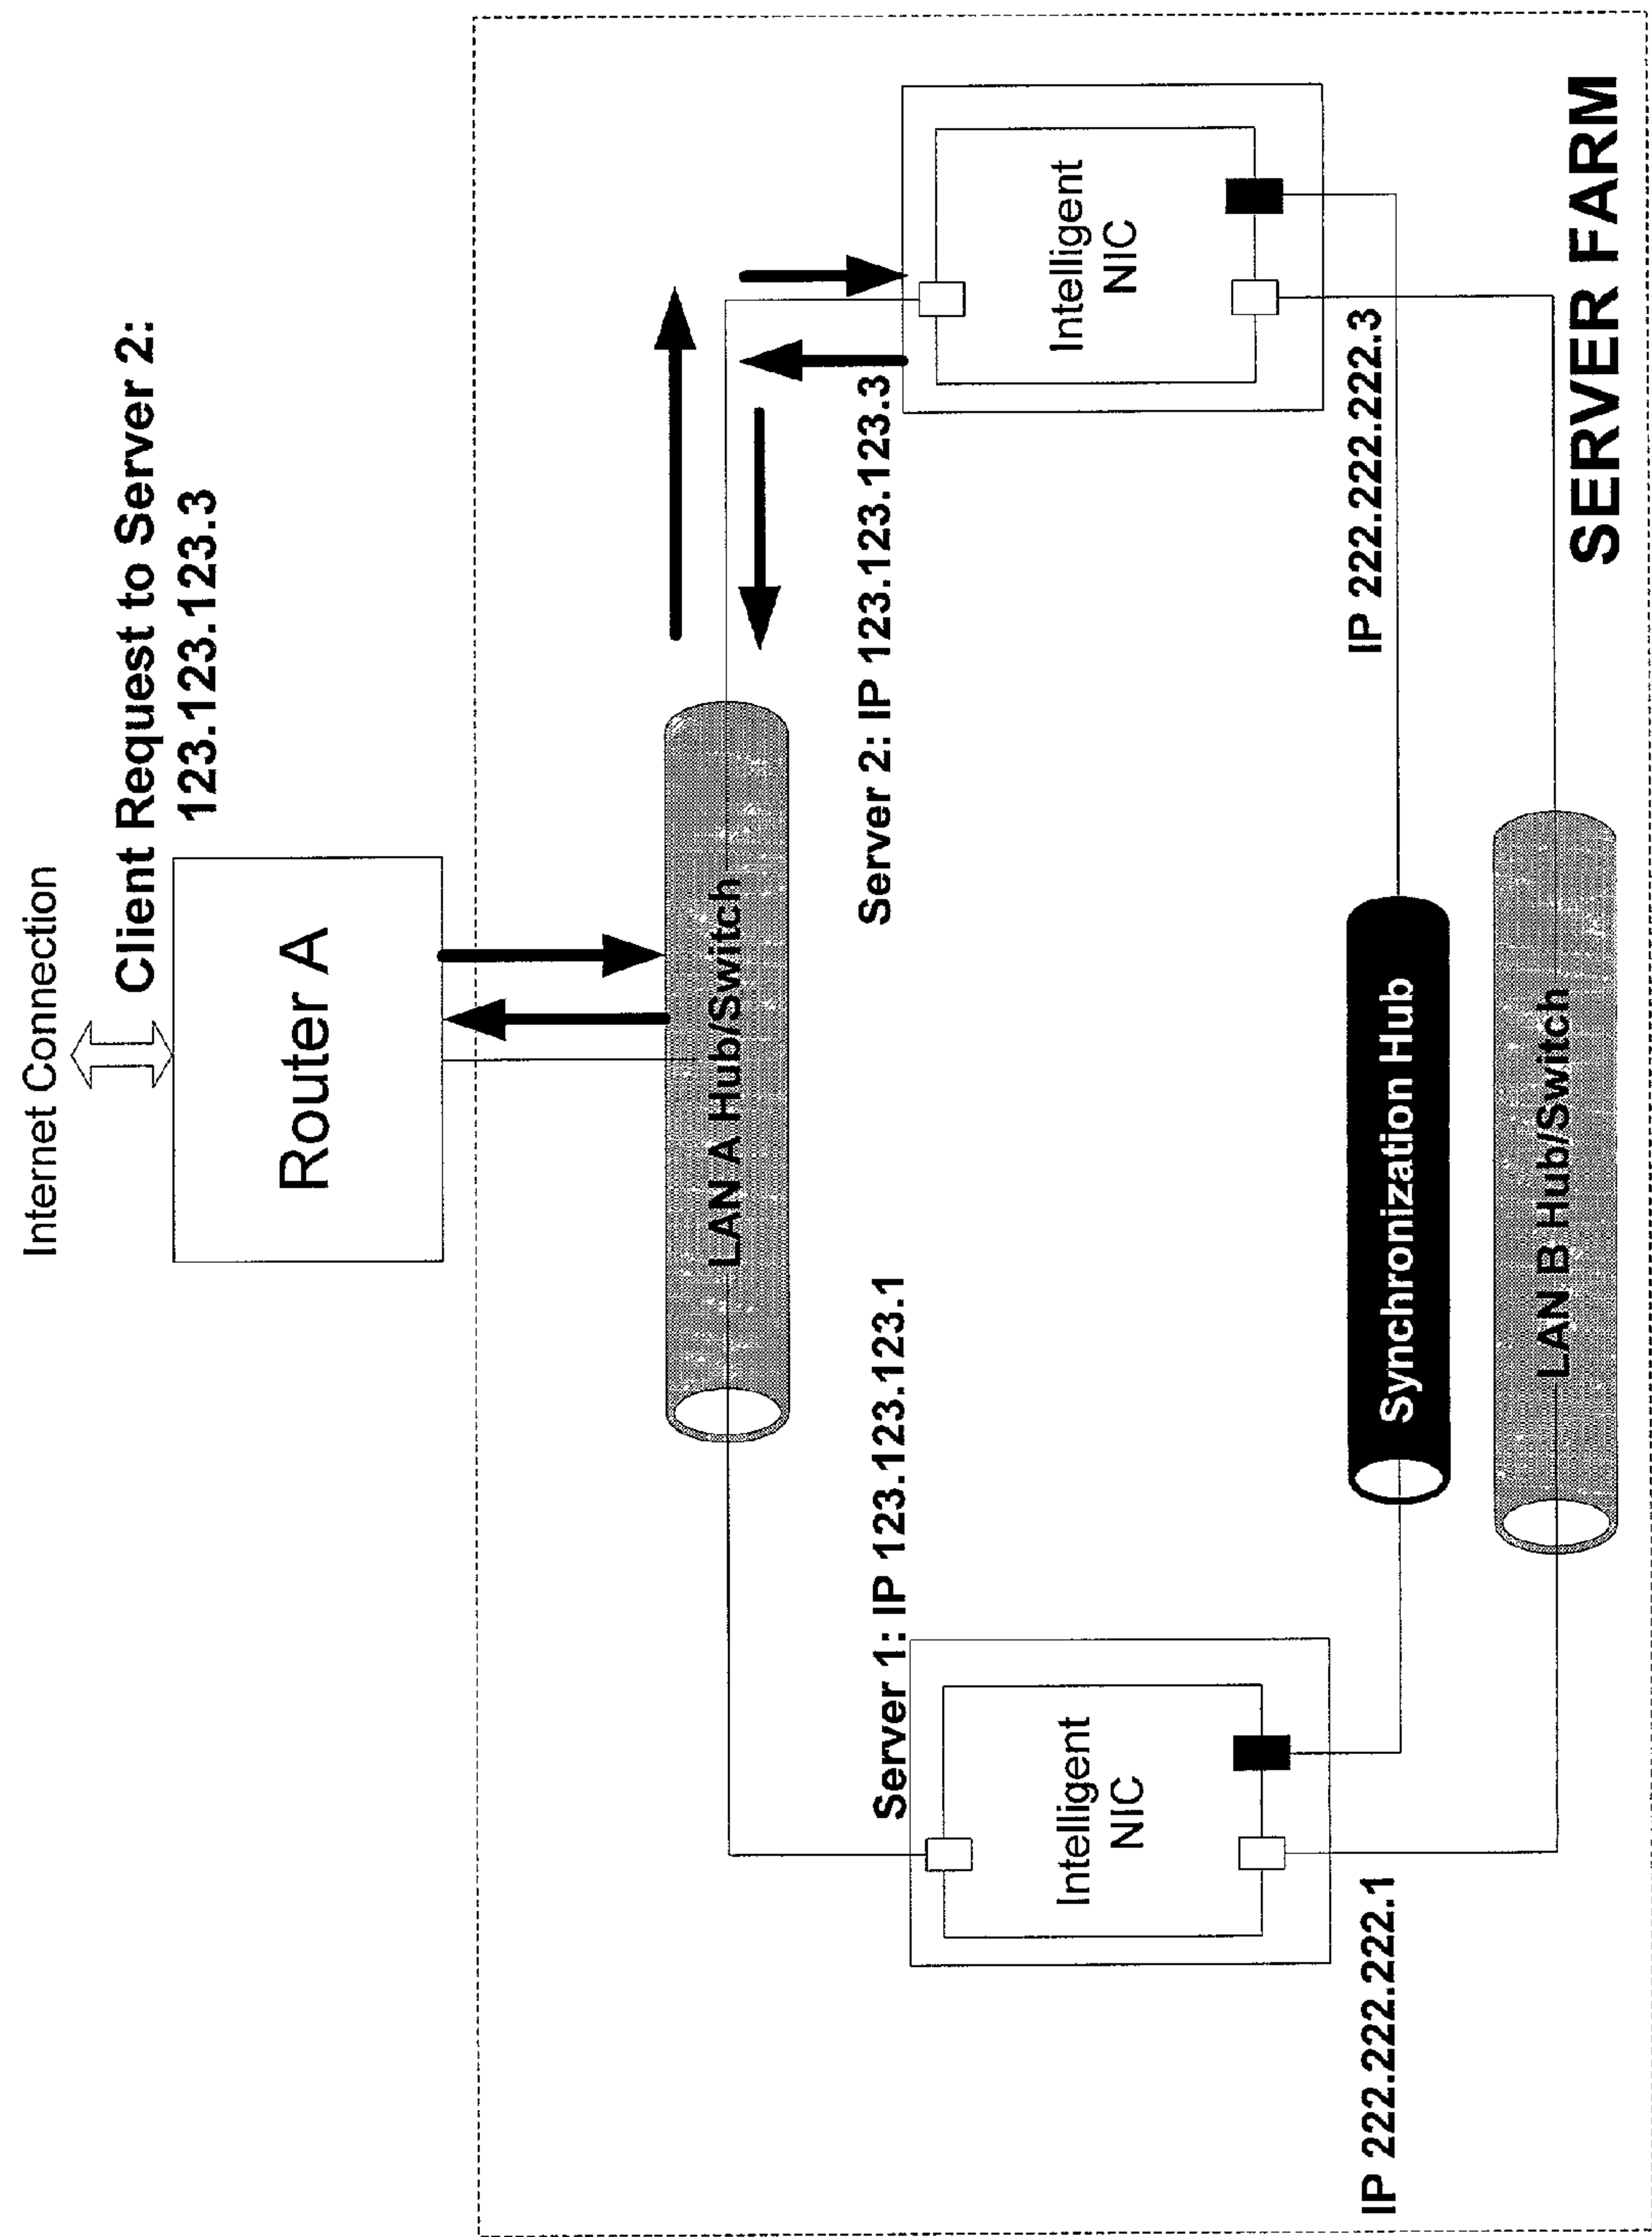 Internet Connection
Client Request to Server 2:
123.123.123.3
Router A
LAN A Hub/Switch
Server 1: IP 123.123.123.1
Server 2: IP 123.123.123.3
Intelligent
NIC
Intelligent
NIC
IP 222.222.222.1
IP 222.222.222.3
Synchronization Hub
LAN B Hub/Switch
SERVER FARM